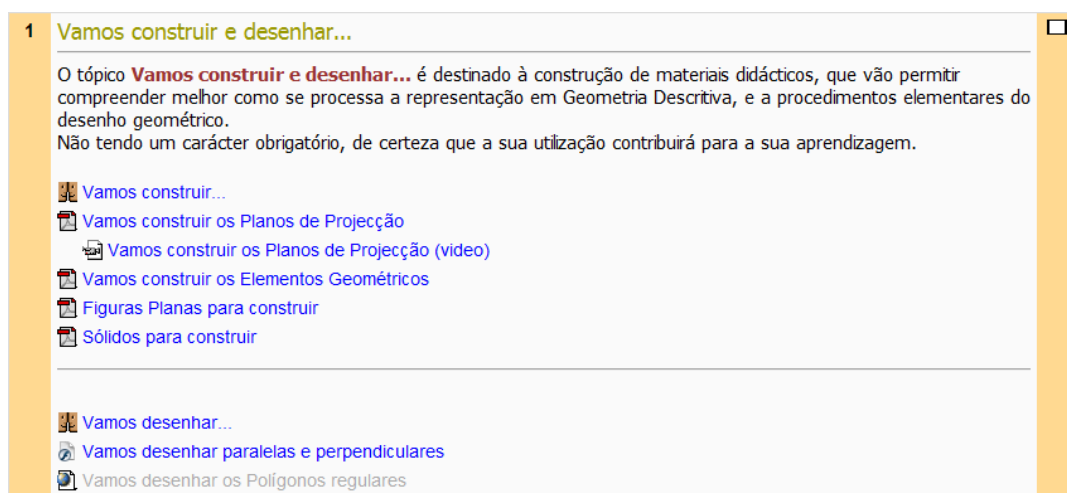 1 Vamos construir e desenhar...
O tópico Vamos construir e desenhar... é destinado à construção de materiais didácticos, que vão permitir
compreender melhor como se processa a representação em Geometria Descritiva, e a procedimentos elementares do
desenho geométrico.
Não tendo um carácter obrigatório, de certeza que a sua utilização contribuirá para a sua aprendizagem.
Vamos construir...
Vamos construir os Planos de Projecção
Vamos construir os Planos de Projecção (video)
Vamos construir os Elementos Geométricos
Figuras Planas para construir
Sólidos para construir
Vamos desenhar...
Vamos desenhar paralelas e perpendiculares
Vamos desenhar os Polígonos regulares